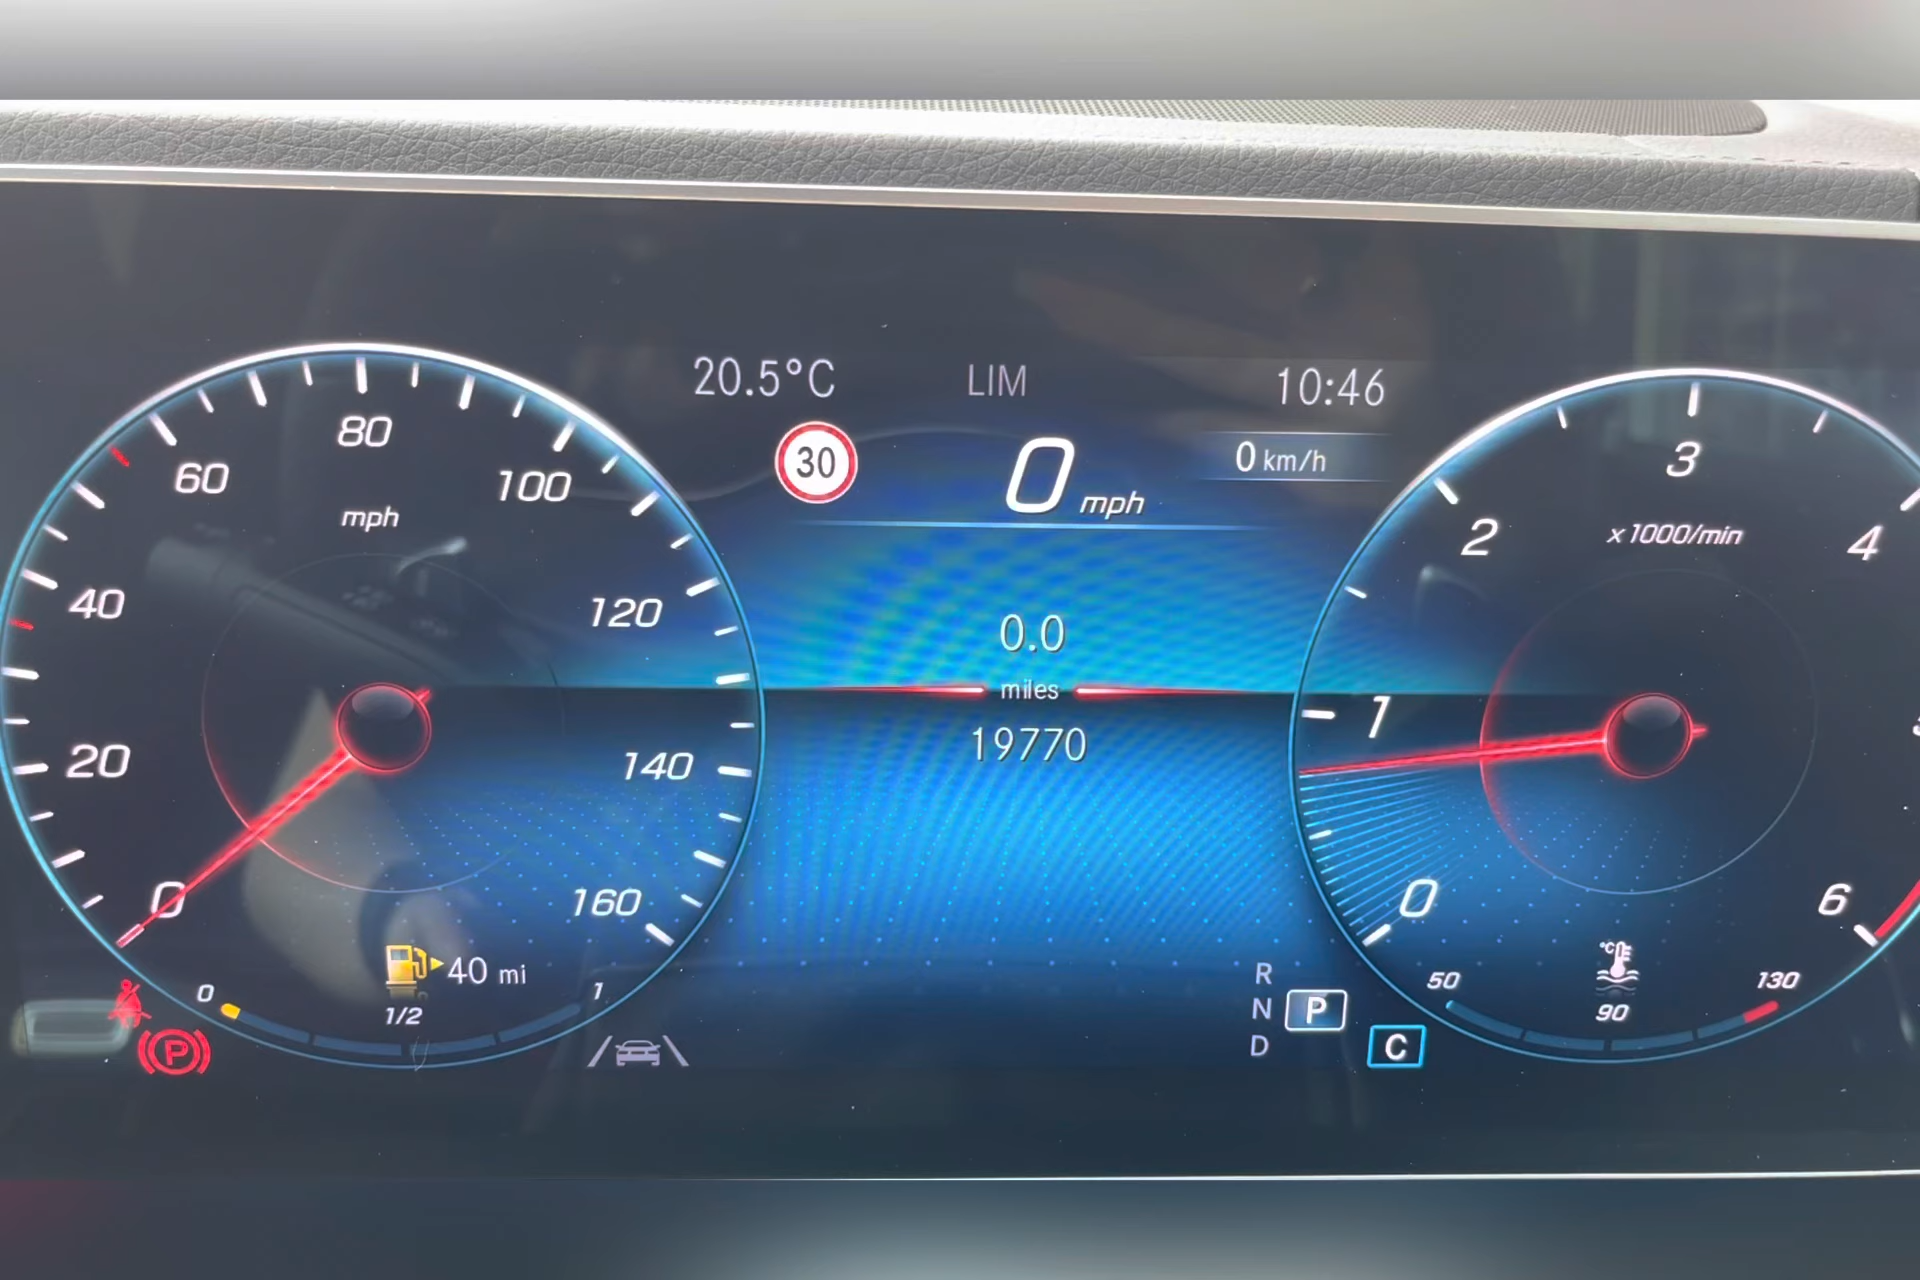 20.5°C LIM 10:46
30 0 mph 0 km/h
0 20 40 60 80 100 120 140 160
mph
0.0
miles
19770
0 1 2 3 4 6
x1000/min
40 mi
0 1/2 1
P
R
N P
D
C
°C
50 90 130